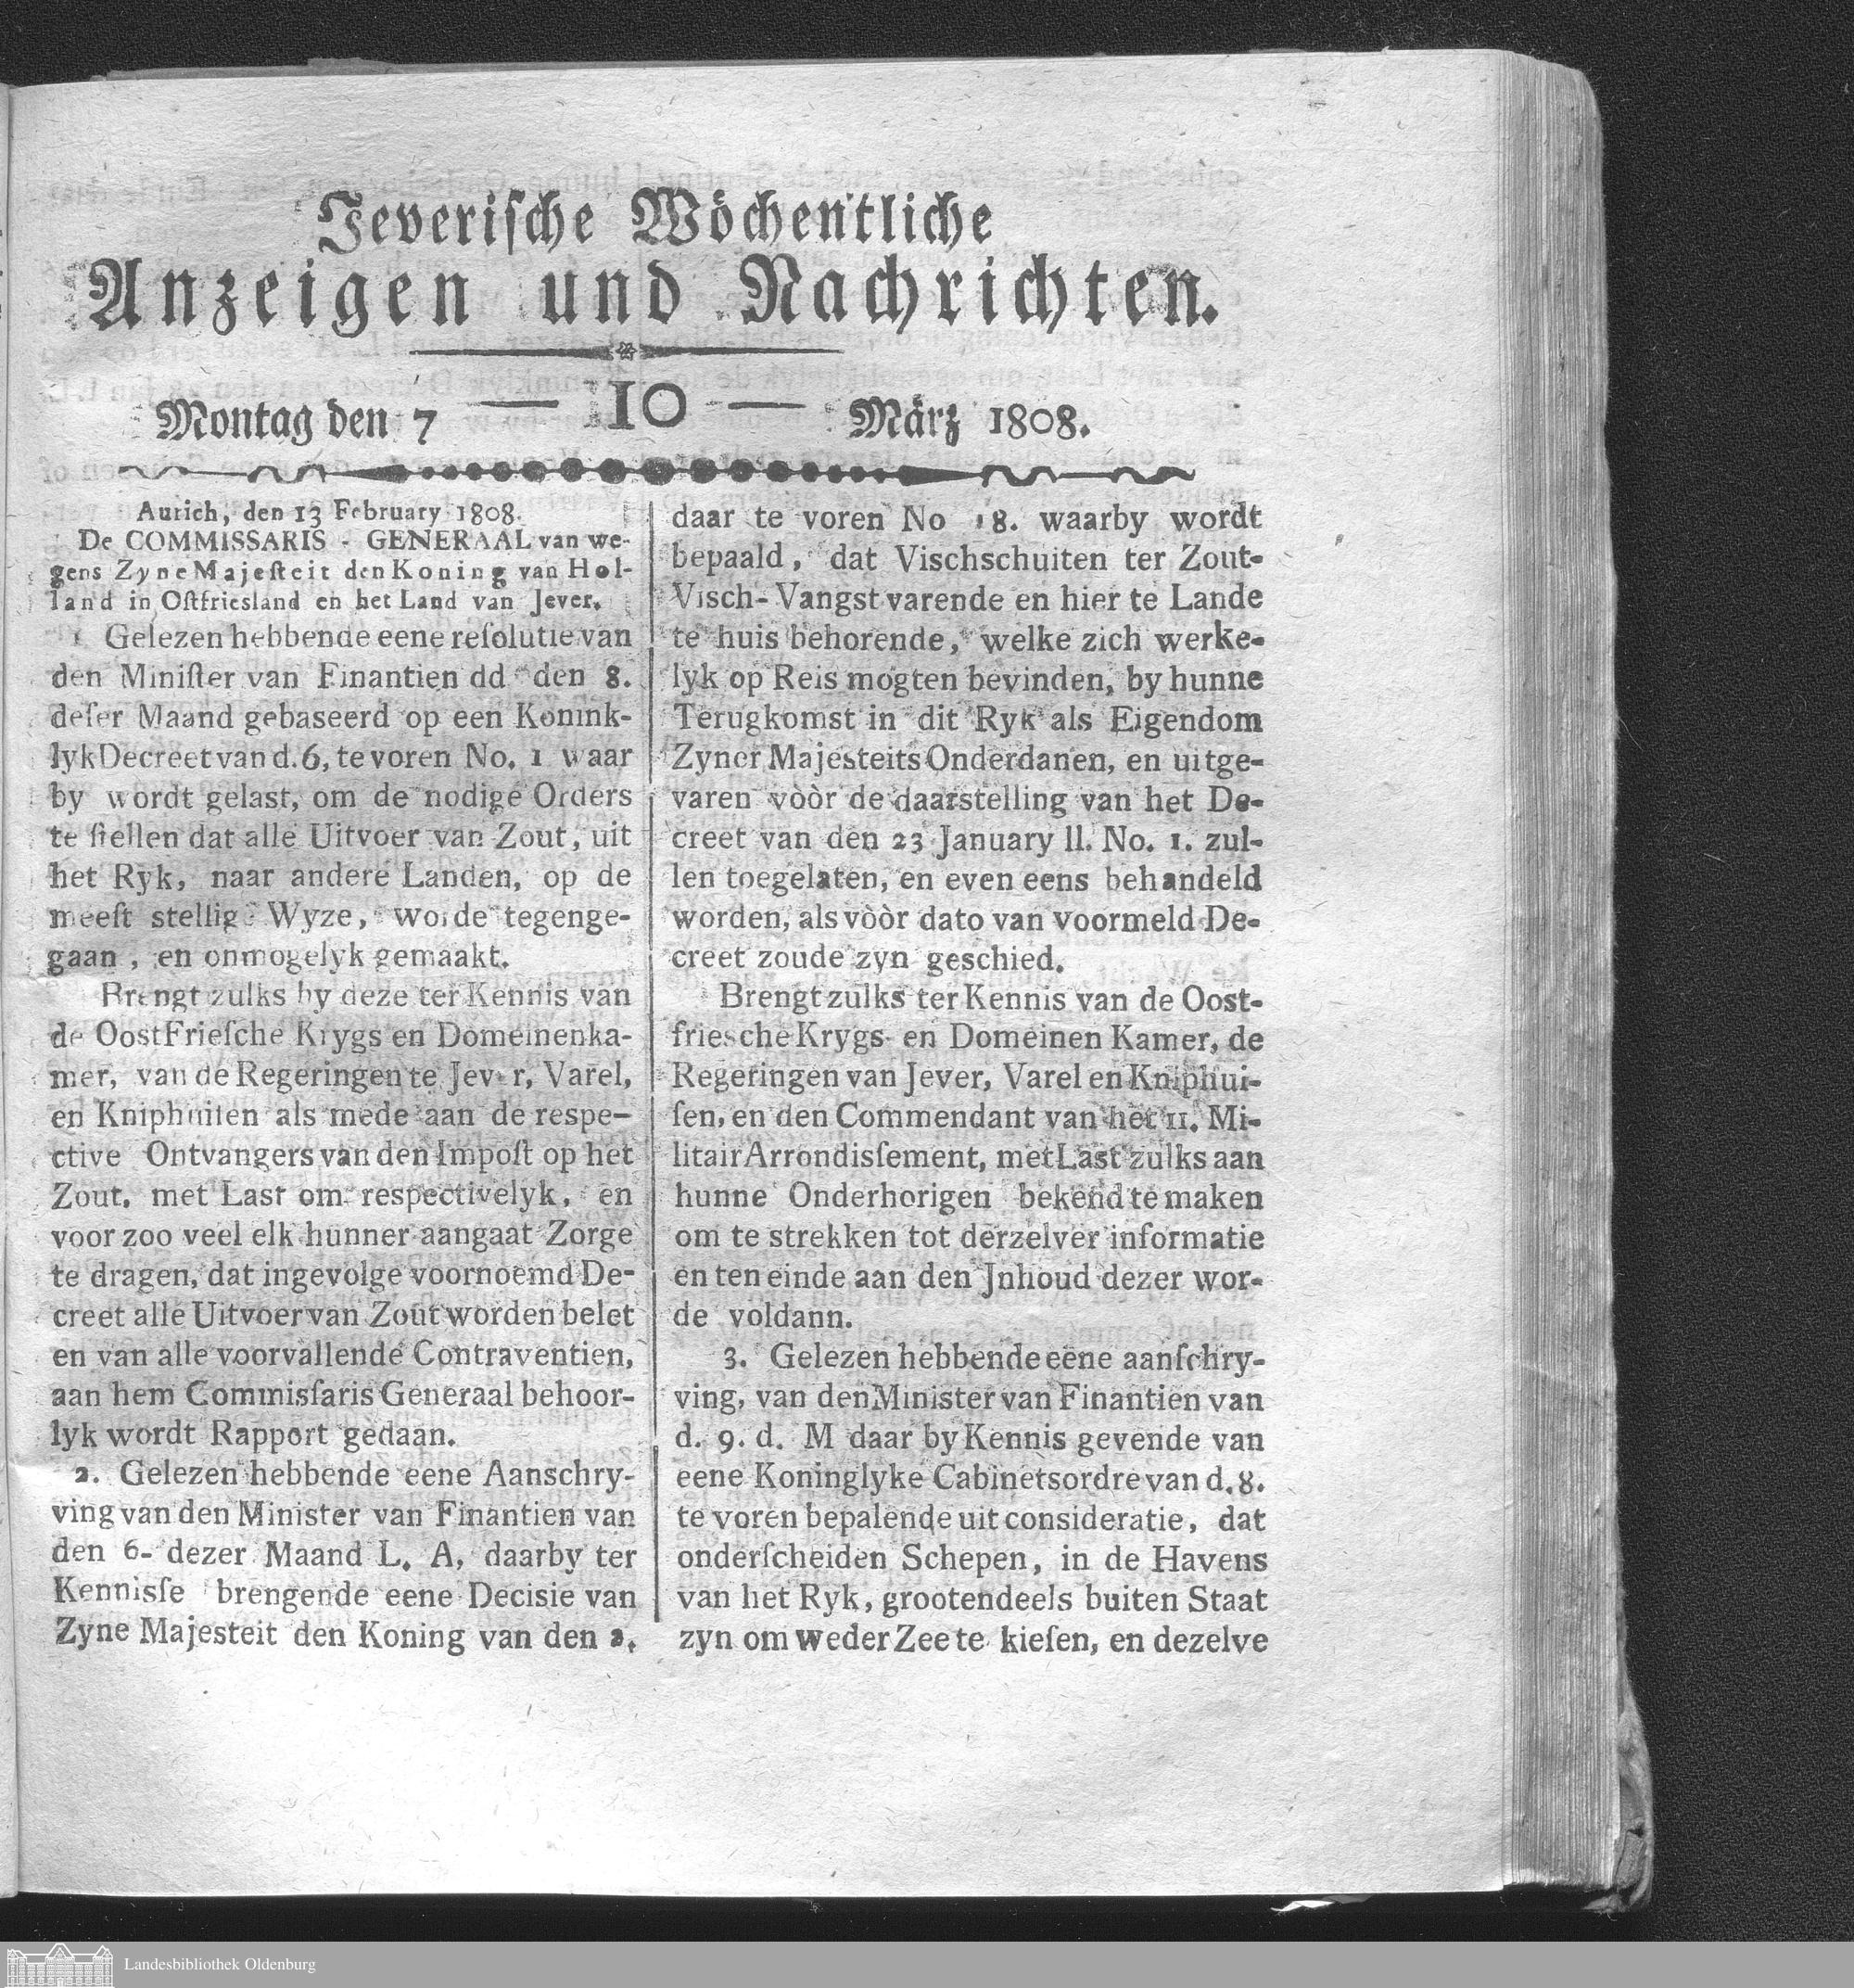 Jeveriſche Wöchentliche
Anzeigen und Nachrichten.
Montag den 7 — 10 — März 1808.
Aurich, den 13 February 1808.
De COMMISSARIS - GENERAAL van we-
gens Zyne Majeſteit den Koning van Hol-
land in Oſtfriesland en het Land van Jever.
1 Gelezen hebbende eene reſolutie van
den Miniſter van Finantien dd den 8.
deſer Maand gebaseerd op een Konink-
lyk Decreet van d. 6, te voren No. 1 waar
by wordt gelast, om de nodige Orders
te ſtellen dat alle Uitvoer van Zout, uit
het Ryk, naar andere Landen, op de
meeſt stellige Wyze, worde tegenge-
gaan, en onmogelyk gemaakt.
Brengt zulks by deze ter Kennis van
de OostFrieſche Krygs en Domeinenka-
mer, van de Regeringen te Jever, Varel,
en Kniphuiſen als mede aan de respe-
ctive Ontvangers van den Impoſt op het
Zout. met Last om respectivelyk, en
voor zoo veel elk hunner aangaat Zorge
te dragen, dat ingevolge voornoemd De-
creet alle Uitvoer van Zout worden belet
en van alle voorvallende Contraventien,
aan hem Commisſaris Generaal behoor-
lyk wordt Rapport gedaan.
2. Gelezen hebbende eene Aanschry-
ving van den Minister van Finantien van
den 6- dezer Maand L. A, daarby ter
Kennisſe brengende eene Decisie van
Zyne Majesteit den Koning van den 2.
daar te voren No 18. waarby wordt
bepaald, dat Vischschuiten ter Zout-
Visch-Vangst varende en hier te Lande
te huis behorende, welke zich werke-
lyk op Reis mogten bevinden, by hunne
Terugkomst in dit Ryk als Eigendom
Zyner Majesteits Onderdanen, en uitge-
varen vòòr de daarstelling van het De-
creet van den 23 January ll. No. 1. zul-
len toegelaten, en even eens behandeld
worden, als vòòr dato van voormeld De-
creet zoude zyn geschied.
Brengt zulks ter Kennis van de Oost-
friesche Krygs- en Domeinen Kamer, de
Regeringen van Jever, Varel en Kniphui-
ſen, en den Commendant van het 11. Mi-
litair Arrondisſement, met Last zulks aan
hunne Onderhorigen bekend te maken
om te strekken tot derzelver informatie
en ten einde aan den Jnhoud dezer wor-
de voldann.
3. Gelezen hebbende eene aanſchry-
ving, van den Minister van Finantien van
d. 9. d. M daar by Kennis gevende van
eene Koninglyke Cabinetsordre van d. 8.
te voren bepalende uit consideratie, dat
onderſcheiden Schepen, in de Havens
van het Ryk, grootendeels buiten Staat
zyn om weder Zee te kieſen, en dezelve
Landesbibliothek Oldenburg